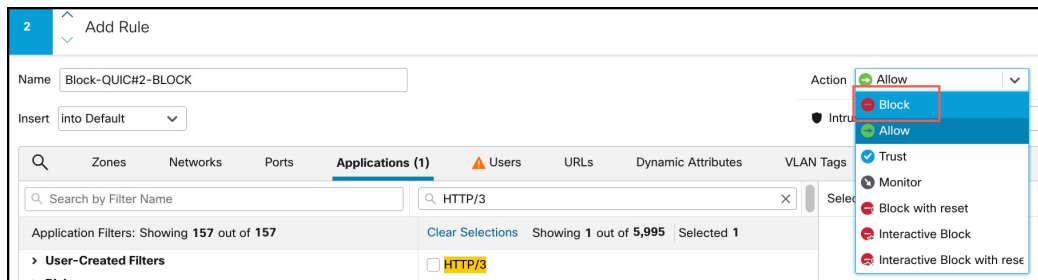 2 Add Rule
Name Block-QUIC#2-BLOCK Action Allow
Block
Insert into Default Intru
Allow
Zones Networks Ports Applications (1) Users URLs Dynamic Attributes VLAN Tags Trust
Monitor
Search by Filter Name HTTP/3 Selec
Block with reset
Application Filters: Showing 157 out of 157 Clear Selections Showing 1 out of 5,995 Selected 1
Interactive Block
User-Created Filters HTTP/3 Interactive Block with rese